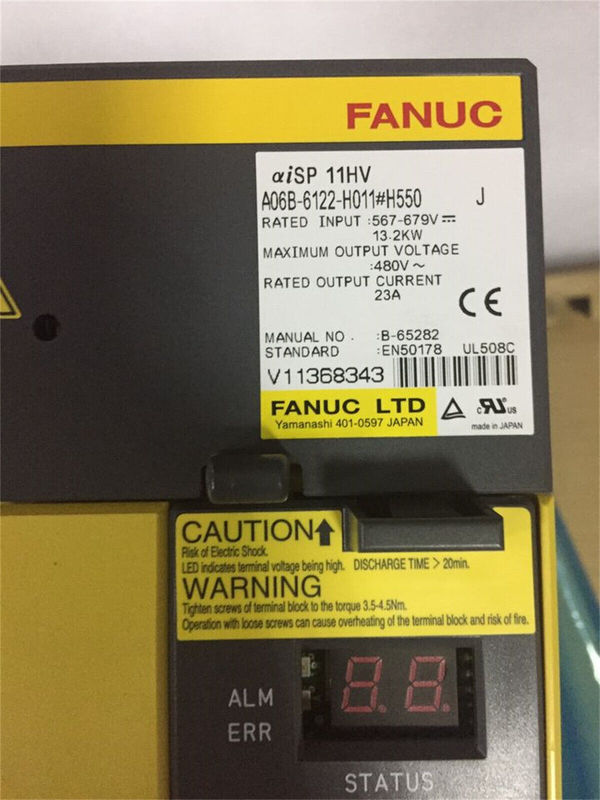 FANUC
αiSP 11HV
A06B-6122-H011#H550 J
RATED INPUT :567-679V⎓
13.2KW
MAXIMUM OUTPUT VOLTAGE
:480V～
RATED OUTPUT CURRENT
23A
CE
MANUAL NO. :B-65282
STANDARD :EN50178 UL508C
V11368343
FANUC LTD
Yamanashi 401-0597 JAPAN
c RU US
made in JAPAN
CAUTION
Risk of Electric Shock.
LED indicates terminal voltage being high. DISCHARGE TIME > 20min.
WARNING
Tighten screws of terminal block to the torque 3.5-4.5Nm.
Operation with loose screws can cause overheating of the terminal block and risk of fire.
8.8.
ALM
ERR
STATUS